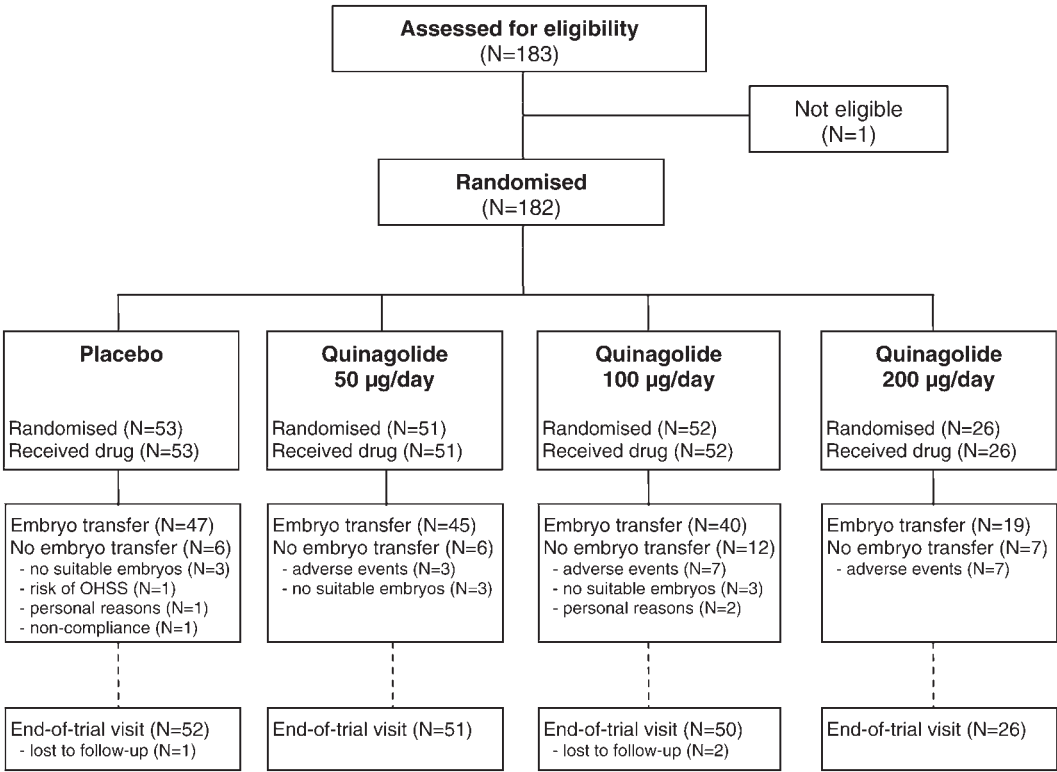 Assessed for eligibility
(N=183)
Not eligible
(N=1)
Randomised
(N=182)
Placebo
Randomised (N=53)
Received drug (N=53)
Quinagolide
50 µg/day
Randomised (N=51)
Received drug (N=51)
Quinagolide
100 µg/day
Randomised (N=52)
Received drug (N=52)
Quinagolide
200 µg/day
Randomised (N=26)
Received drug (N=26)
Embryo transfer (N=47)
No embryo transfer (N=6)
- no suitable embryos (N=3)
- risk of OHSS (N=1)
- personal reasons (N=1)
- non-compliance (N=1)
Embryo transfer (N=45)
No embryo transfer (N=6)
- adverse events (N=3)
- no suitable embryos (N=3)
Embryo transfer (N=40)
No embryo transfer (N=12)
- adverse events (N=7)
- no suitable embryos (N=3)
- personal reasons (N=2)
Embryo transfer (N=19)
No embryo transfer (N=7)
- adverse events (N=7)
End-of-trial visit (N=52)
- lost to follow-up (N=1)
End-of-trial visit (N=51)
End-of-trial visit (N=50)
- lost to follow-up (N=2)
End-of-trial visit (N=26)